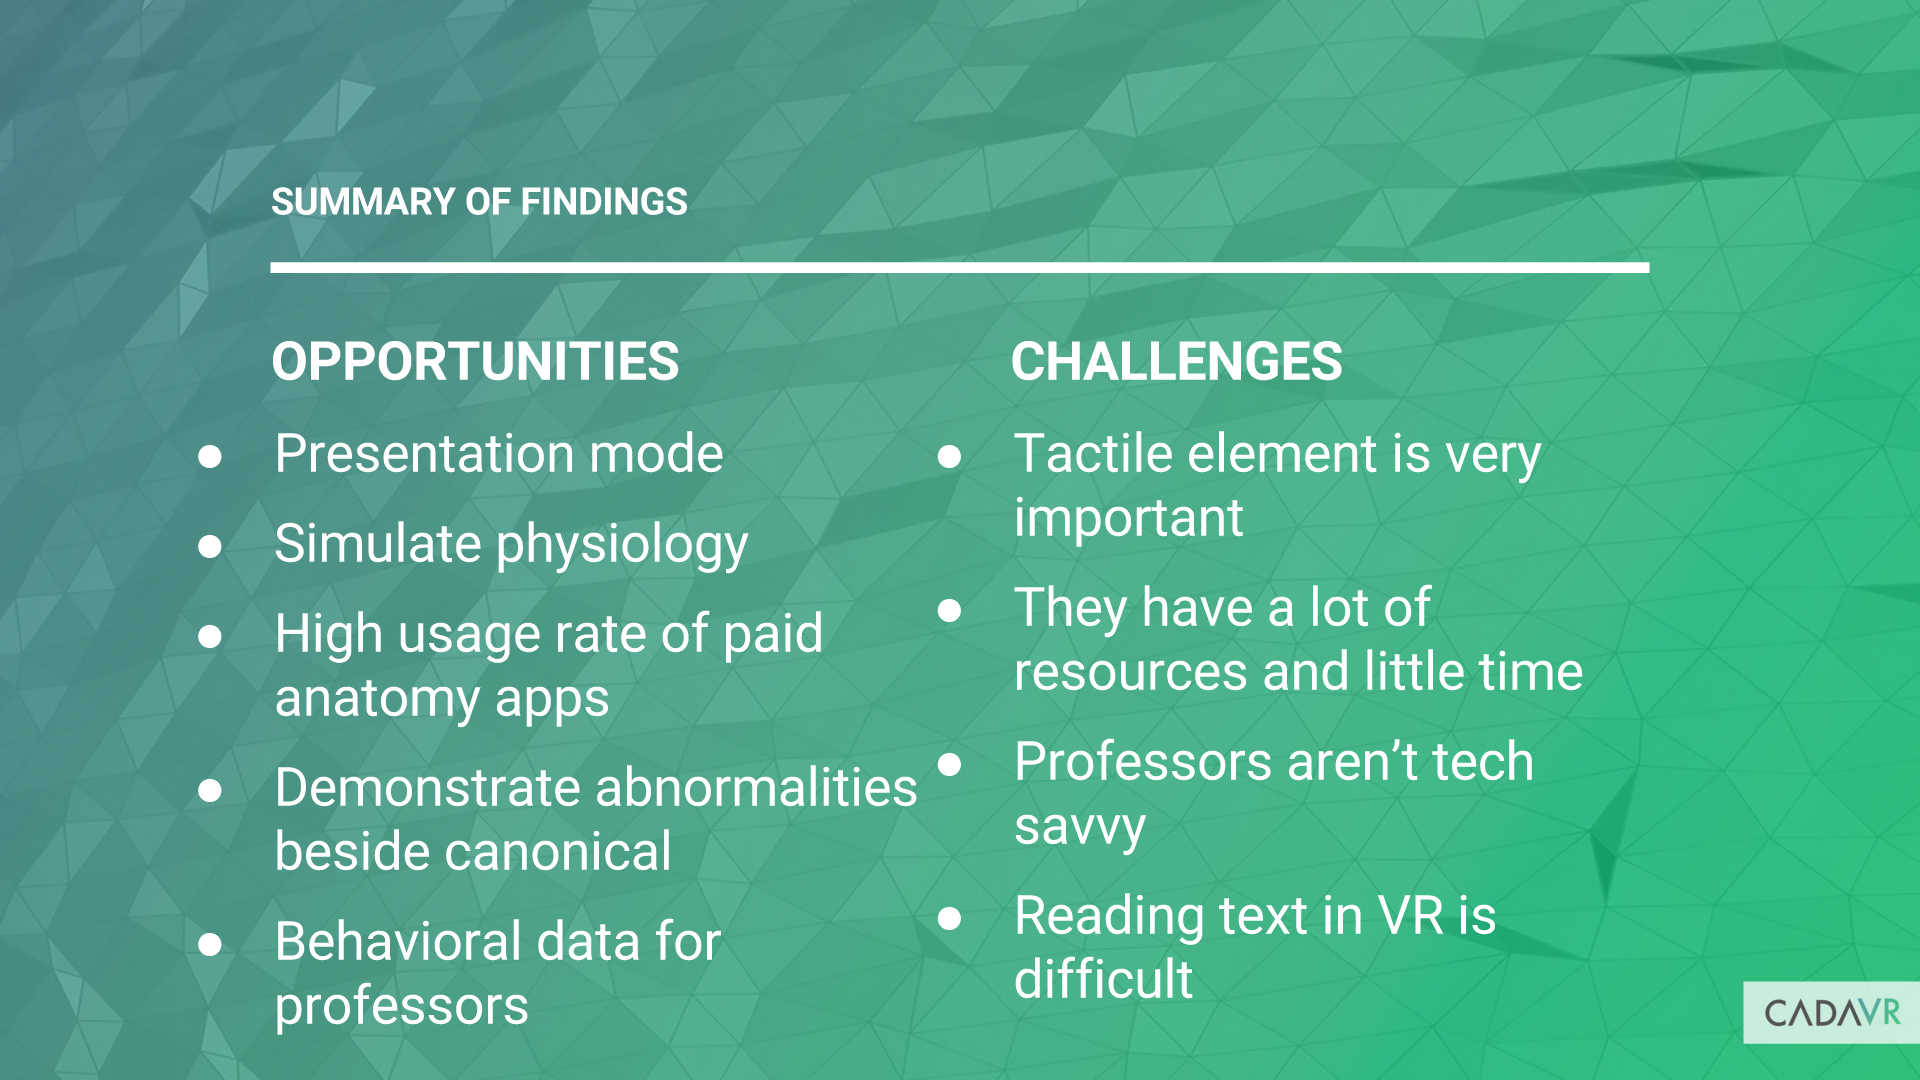 SUMMARY OF FINDINGS
OPPORTUNITIES
● Presentation mode
● Simulate physiology
● High usage rate of paid
anatomy apps
● Demonstrate abnormalities
beside canonical
● Behavioral data for
professors
CHALLENGES
● Tactile element is very
important
● They have a lot of
resources and little time
● Professors aren’t tech
savvy
● Reading text in VR is
difficult
CADAVR